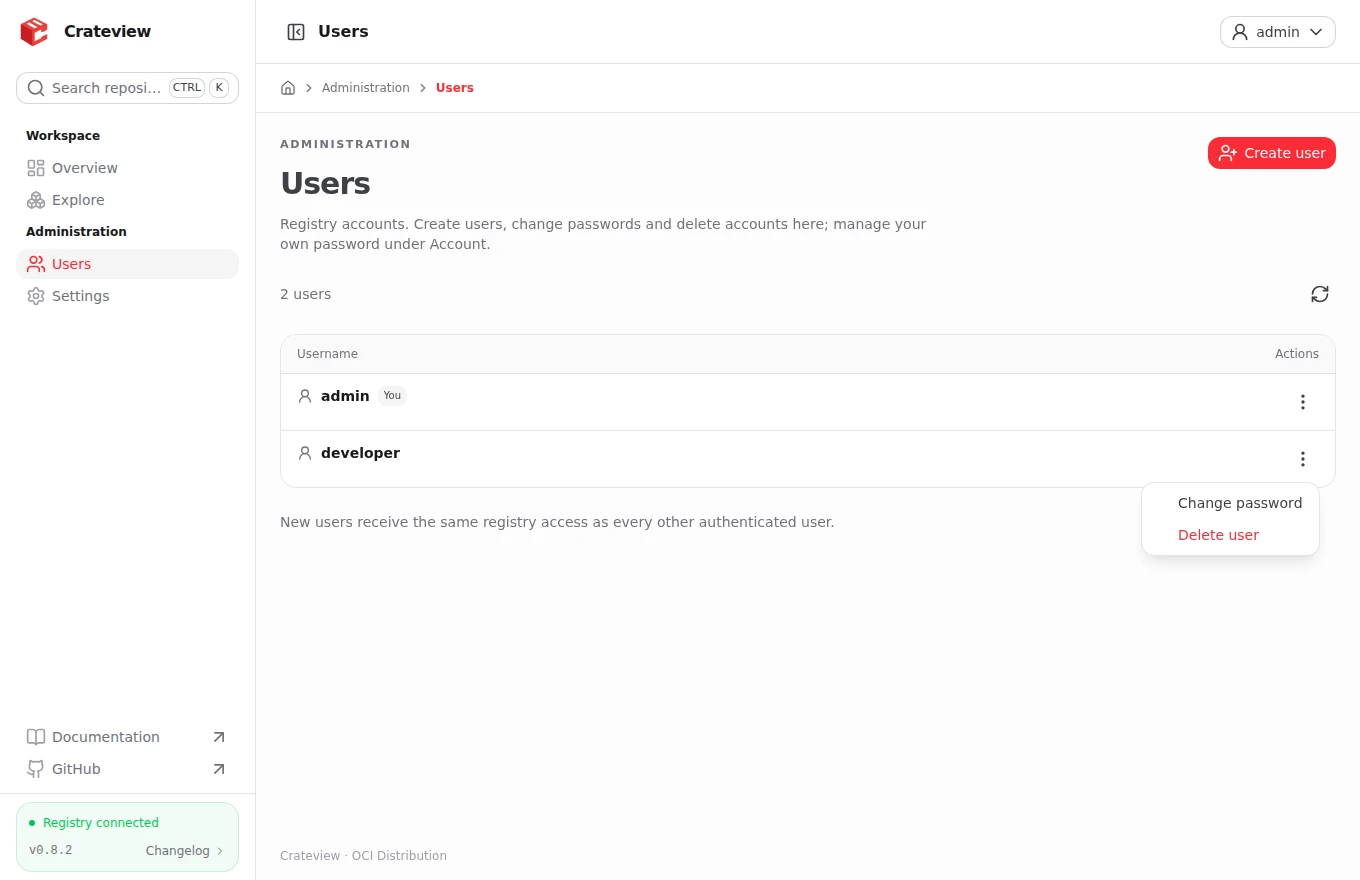 Crateview
Search reposi... CTRL K
Workspace
Overview
Explore
Administration
Users
Settings
Documentation
GitHub
Registry connected
v0.8.2 Changelog
Users
admin
Administration Users
ADMINISTRATION
Users
Create user
Registry accounts. Create users, change passwords and delete accounts here; manage your
own password under Account.
2 users
Username Actions
admin You
developer
Change password
Delete user
New users receive the same registry access as every other authenticated user.
Crateview · OCI Distribution